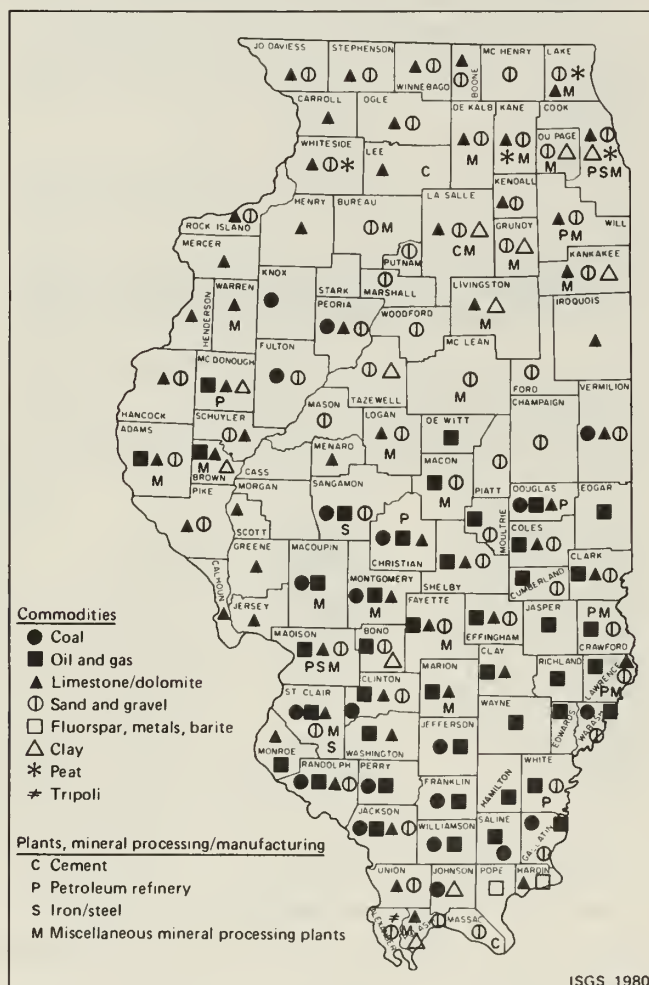 JO DAVIESS STEPHENSON WINNEBAGO BOONE MC HENRY LAKE
M
CARROLL OGLE DE KALB KANE COOK
M M DU PAGE M PSM
WHITESIDE LEE
C
KENDALL
HENRY BUREAU LA SALLE
M CM GRUNDY M WILL PM
ROCK ISLAND
PUTNAM
MERCER
KANKAKEE
M
KNOX STARK MARSHALL
HENDERSON WARREN PEORIA LIVINGSTON IROQUOIS
M WOODFORD M
FULTON MC LEAN
MC DONOUGH
P M
HANCOCK TAZEWELL FORD VERMILION
SCHUYLER MASON LOGAN CHAMPAIGN
ADAMS DE WITT
M M MENARD M
BROWN CASS MACON
PIKE MORGAN SANGAMON M PIATT DOUGLAS P EDGAR
SCOTT S MOULTRIE
P COLES
GREENE MACOUPIN CHRISTIAN CLARK
CALHOUN MONTGOMERY SHELBY CUMBERLAND
JERSEY M M FAYETTE JASPER PM
MADISON BOND M EFFINGHAM CRAWFORD
PSM CLAY
CLINTON MARION RICHLAND LAWRENCE
ST CLAIR M PM
M WAYNE EDWARDS WABASH
S WASHINGTON JEFFERSON
MONROE WHITE
RANDOLPH PERRY FRANKLIN HAMILTON P
JACKSON SALINE
WILLIAMSON GALLATIN
UNION JOHNSON POPE HARDIN
ALEXANDER M PULASKI MASSAC
C
Commodities
Coal
Oil and gas
Limestone/dolomite
Sand and gravel
Fluorspar, metals, barite
Clay
Peat
Tripoli
Plants, mineral processing/manufacturing
C Cement
P Petroleum refinery
S Iron/steel
M Miscellaneous mineral processing plants
ISGS 1980